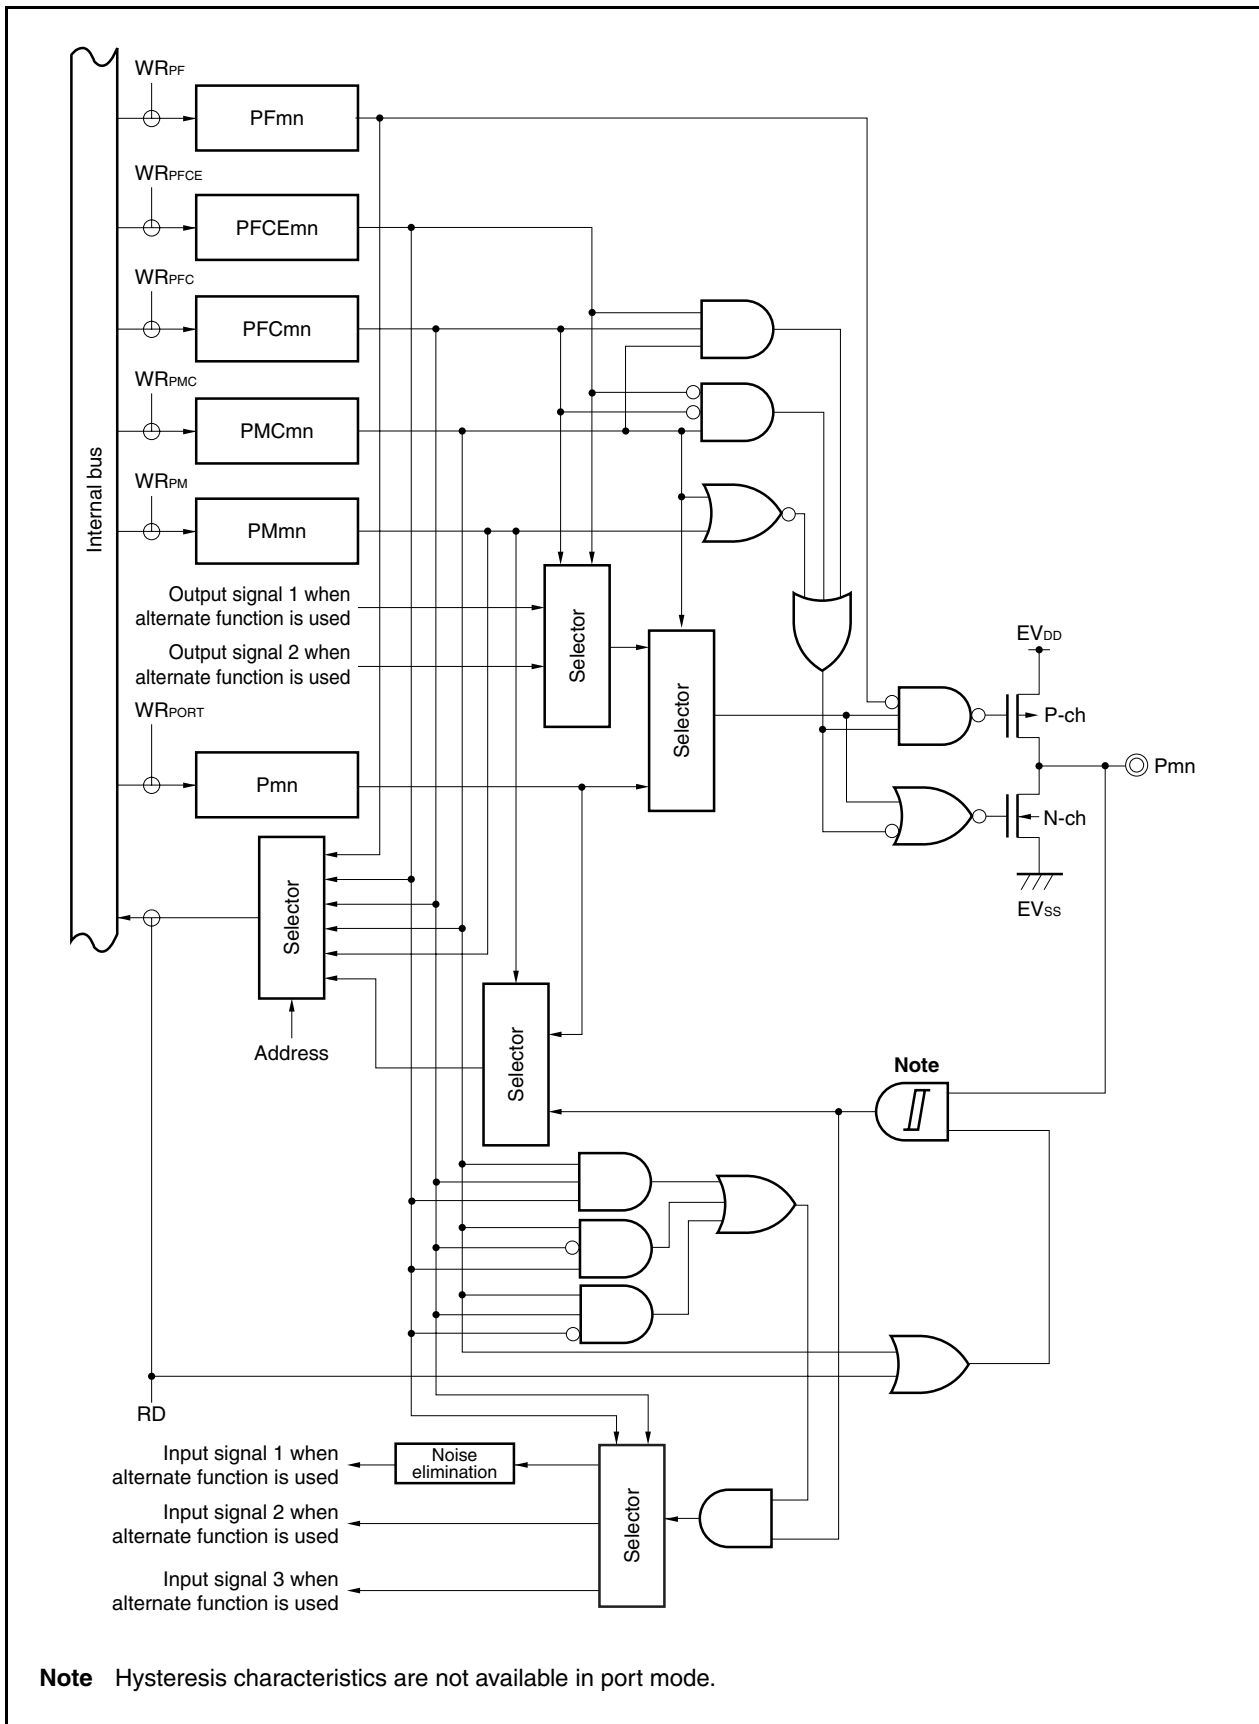 WRPF
PFmn
WRPFCE
PFCEmn
WRPFC
PFCmn
WRPMC
PMCmn
Internal bus
WRPM
PMmn
Output signal 1 when
alternate function is used
Output signal 2 when
alternate function is used
Selector
Selector
WRPORT
Pmn
EVDD
P-ch
Pmn
N-ch
EVSS
Selector
Address
Selector
Note
RD
Input signal 1 when
alternate function is used
Noise
elimination
Input signal 2 when
alternate function is used
Selector
Input signal 3 when
alternate function is used
Note Hysteresis characteristics are not available in port mode.